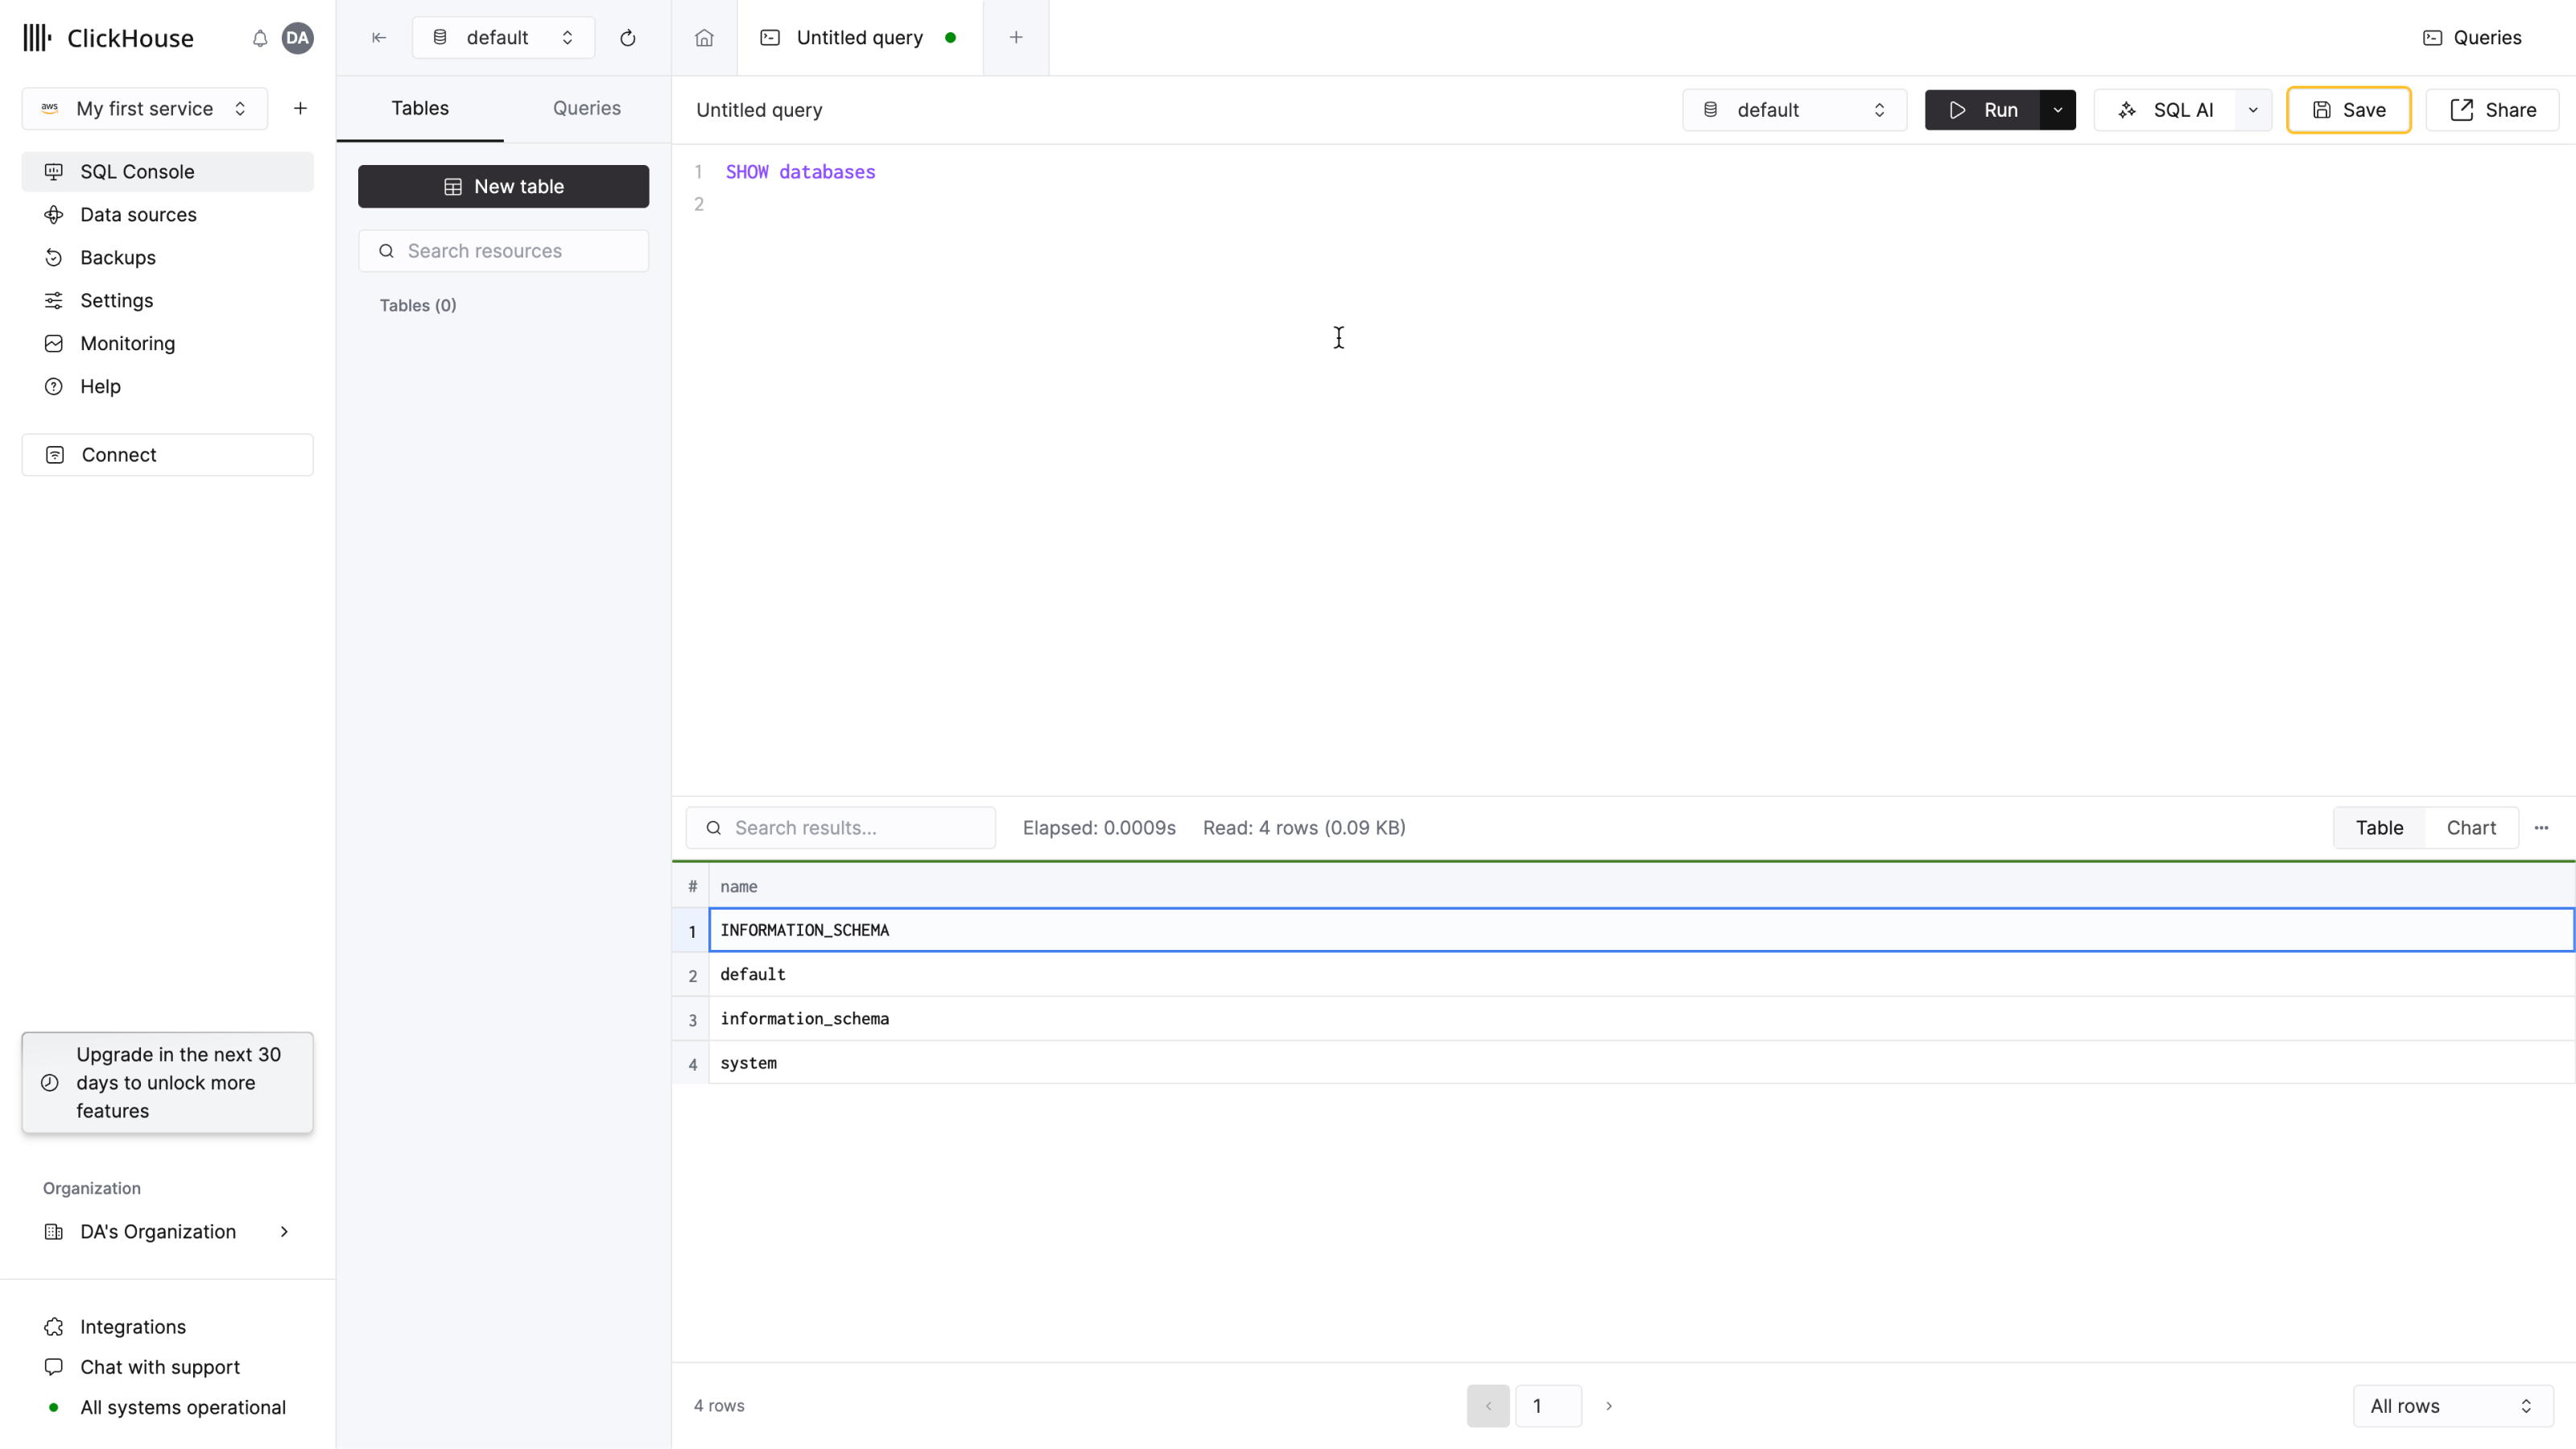 ClickHouse
DA
aws My first service
SQL Console
Data sources
Backups
Settings
Monitoring
Help
Connect
Upgrade in the next 30
days to unlock more
features
Organization
DA's Organization
Integrations
Chat with support
All systems operational
default
Tables Queries
New table
Search resources
Tables (0)
Untitled query
Queries
Untitled query
default
Run
SQL AI
Save
Share
1 SHOW databases
2
Search results...
Elapsed: 0.0009s Read: 4 rows (0.09 KB)
Table Chart
# name
1 INFORMATION_SCHEMA
2 default
3 information_schema
4 system
4 rows
1
All rows